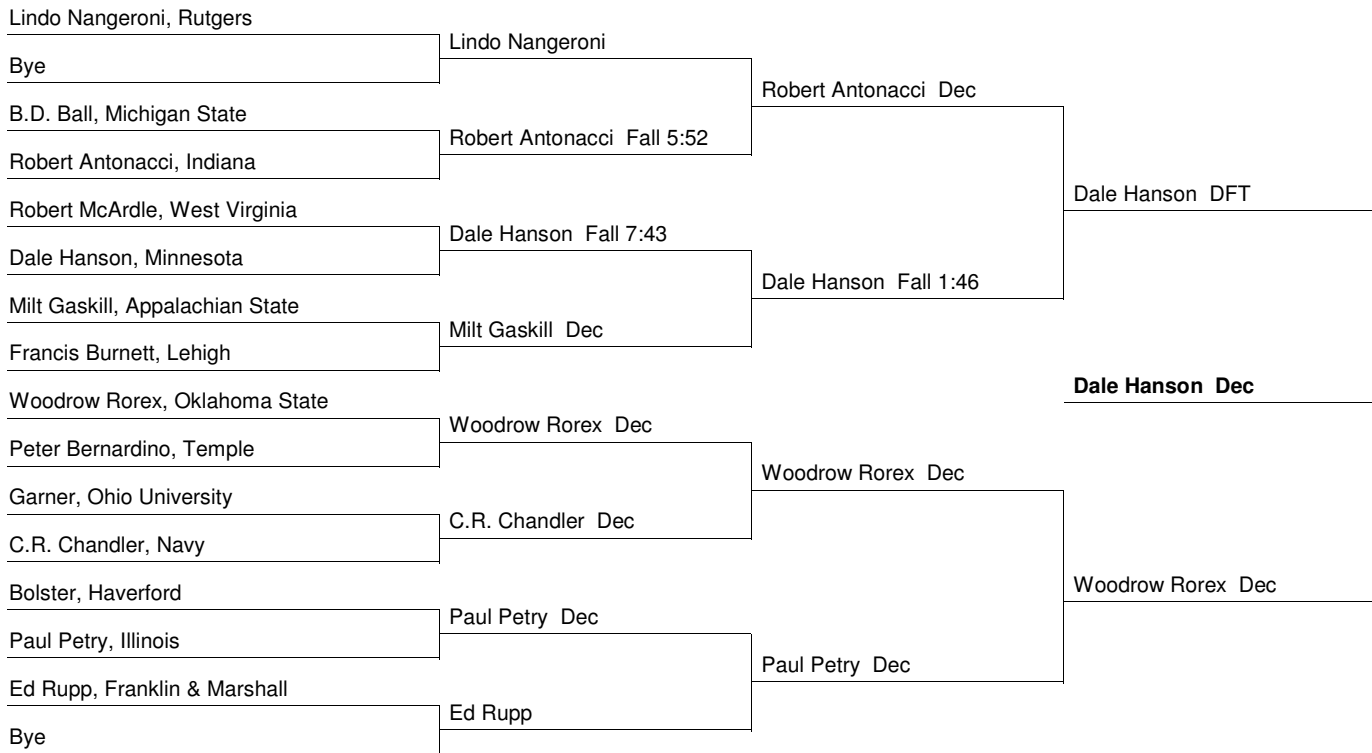 Lindo Nangeroni, Rutgers
Bye
B.D. Ball, Michigan State
Robert Antonacci, Indiana
Robert McArdle, West Virginia
Dale Hanson, Minnesota
Milt Gaskill, Appalachian State
Francis Burnett, Lehigh
Woodrow Rorex, Oklahoma State
Peter Bernardino, Temple
Garner, Ohio University
C.R. Chandler, Navy
Bolster, Haverford
Paul Petry, Illinois
Ed Rupp, Franklin & Marshall
Bye
Lindo Nangeroni
Robert Antonacci Fall 5:52
Dale Hanson Fall 7:43
Milt Gaskill Dec
Woodrow Rorex Dec
C.R. Chandler Dec
Paul Petry Dec
Ed Rupp
Robert Antonacci Dec
Dale Hanson Fall 1:46
Woodrow Rorex Dec
Paul Petry Dec
Dale Hanson DFT
Dale Hanson Dec
Woodrow Rorex Dec